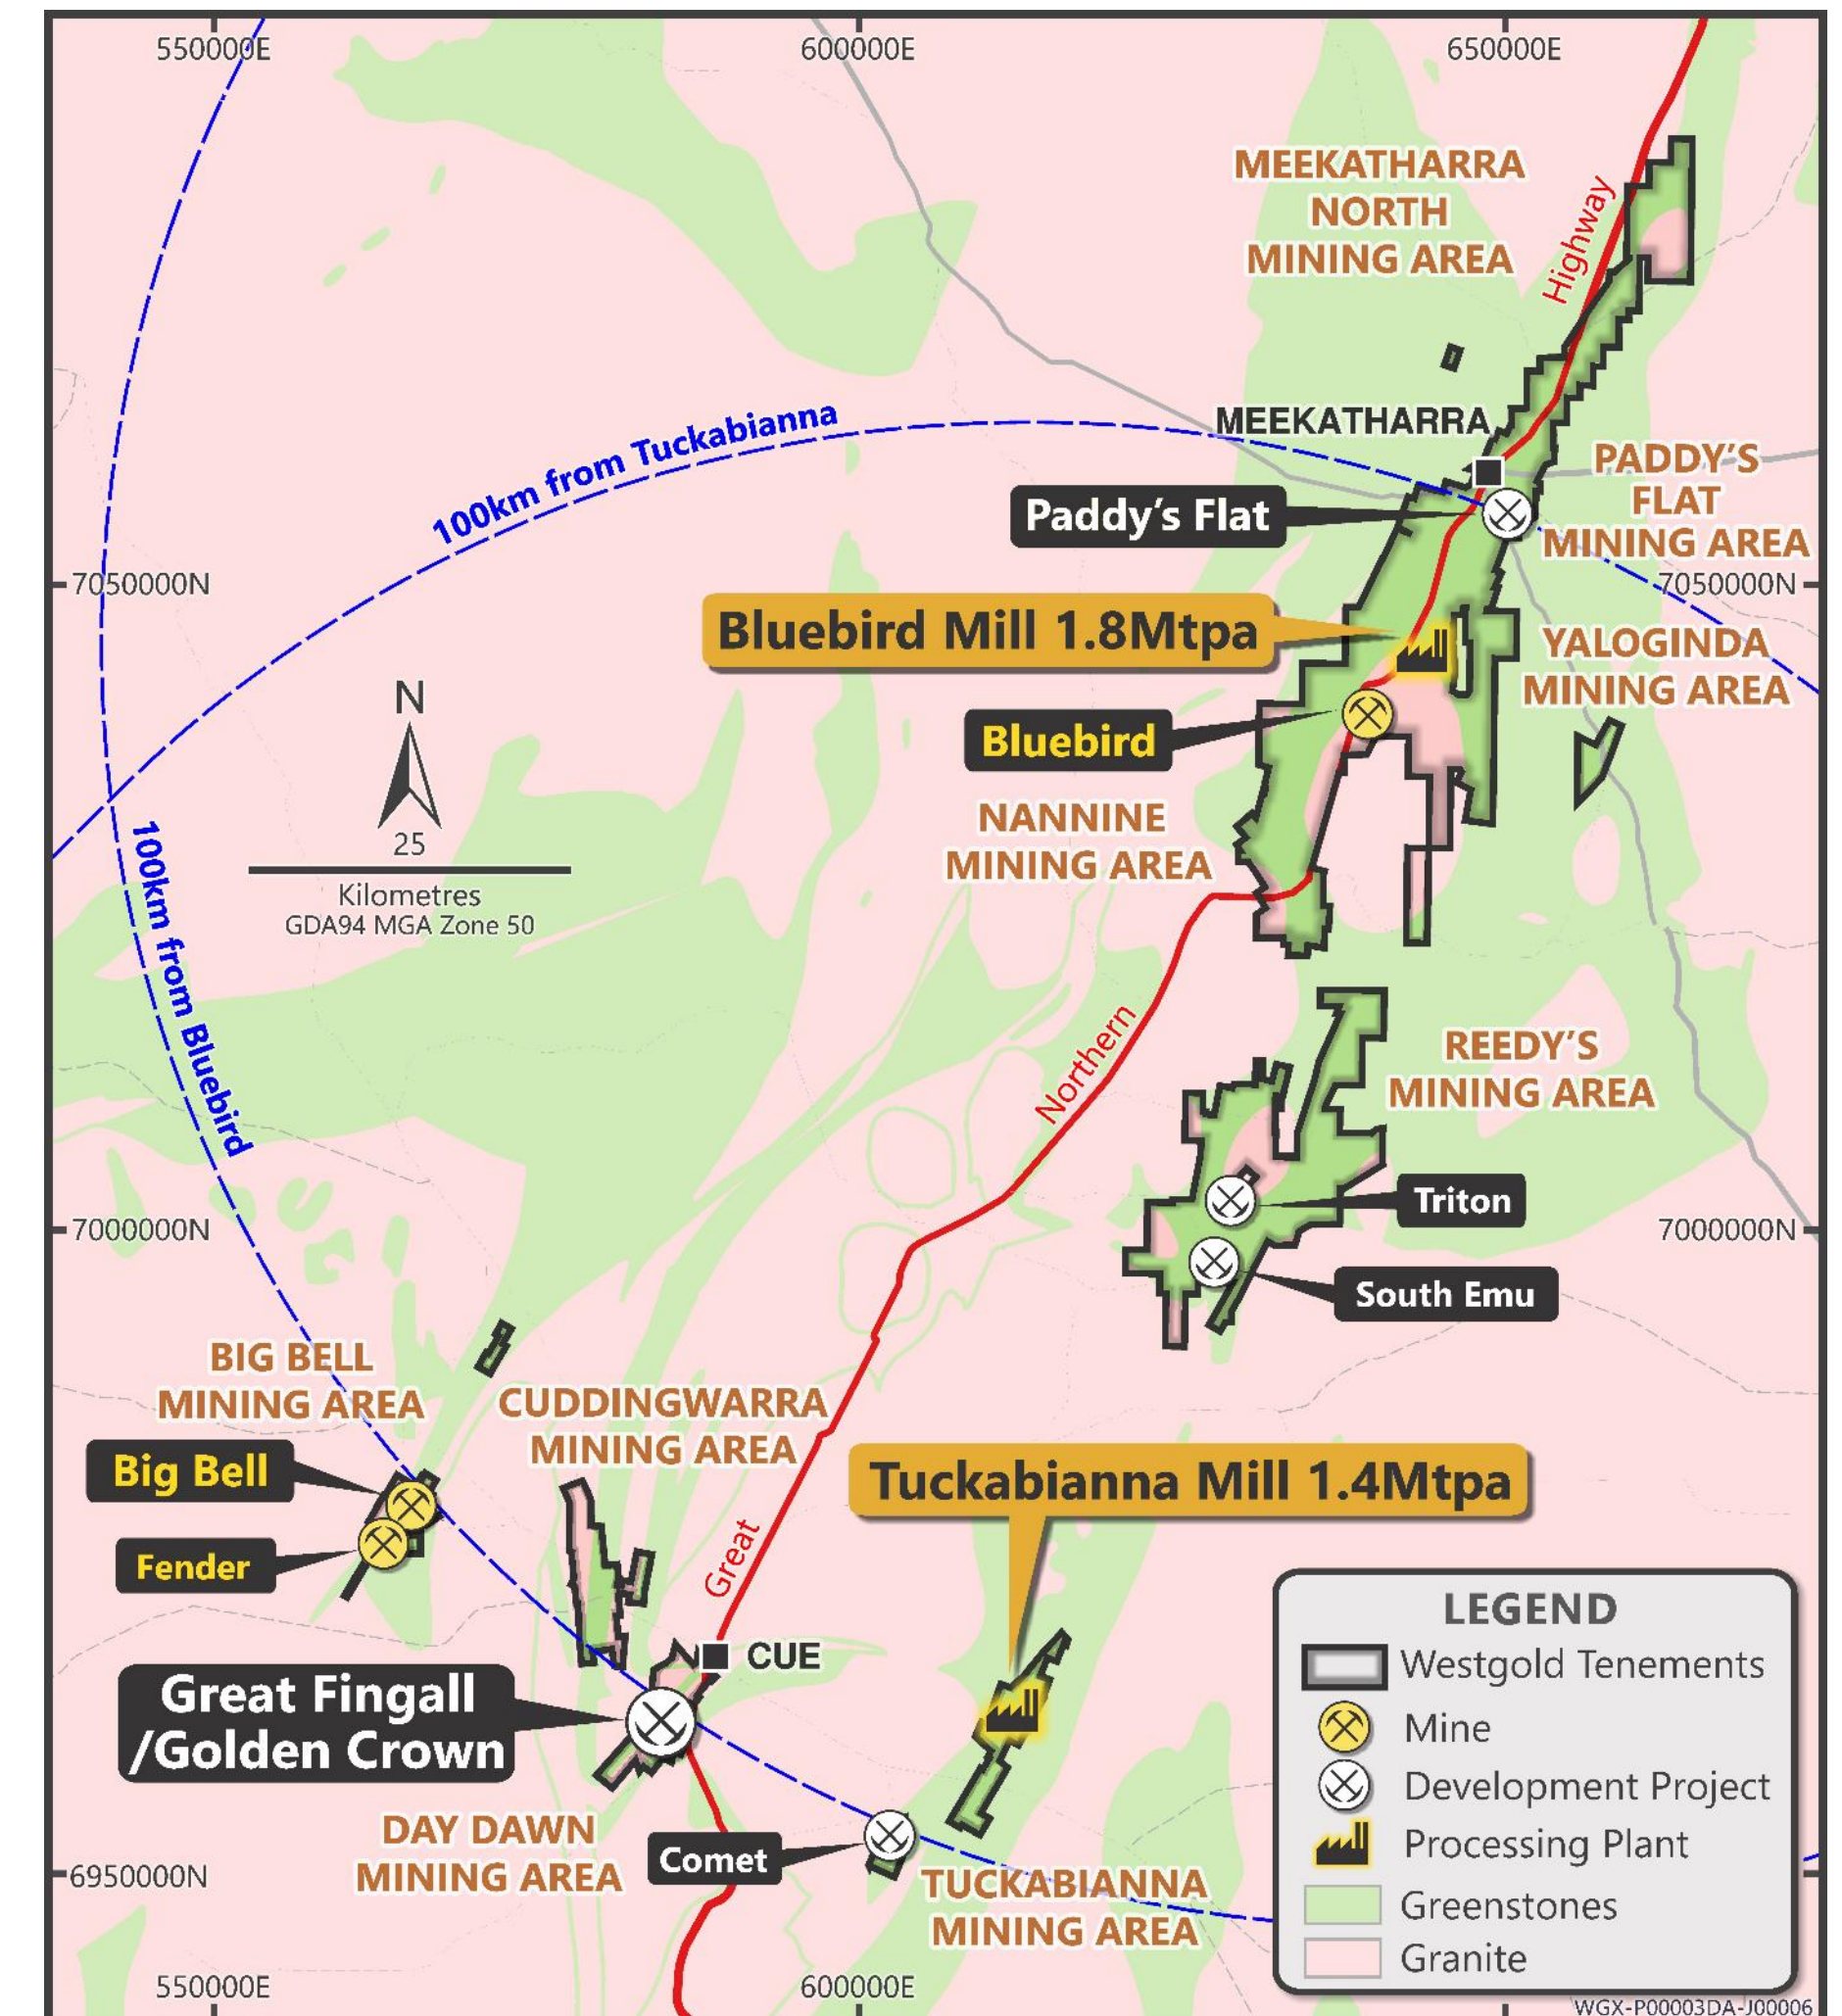 550000E
600000E
650000E
MEEKATHARRA
NORTH
MINING AREA
Highway
MEEKATHARRA
100km from Tuckabianna
PADDY'S
FLAT
MINING AREA
Paddy's Flat
7050000N
7050000N
Bluebird Mill 1.8Mtpa
YALOGINDA
MINING AREA
N
25
Kilometres
GDA94 MGA Zone 50
Bluebird
NANNINE
MINING AREA
100km from Bluebird
Northern
REEDY'S
MINING AREA
Triton
7000000N
7000000N
South Emu
BIG BELL
MINING AREA
CUDDINGWARRA
MINING AREA
Big Bell
Fender
Tuckabianna Mill 1.4Mtpa
Great
CUE
Great Fingall
/Golden Crown
DAY DAWN
MINING AREA
Comet
6950000N
TUCKABIANNA
MINING AREA
550000E
600000E
LEGEND
Westgold Tenements
Mine
Development Project
Processing Plant
Greenstones
Granite
WGX-P00003DA-J00006